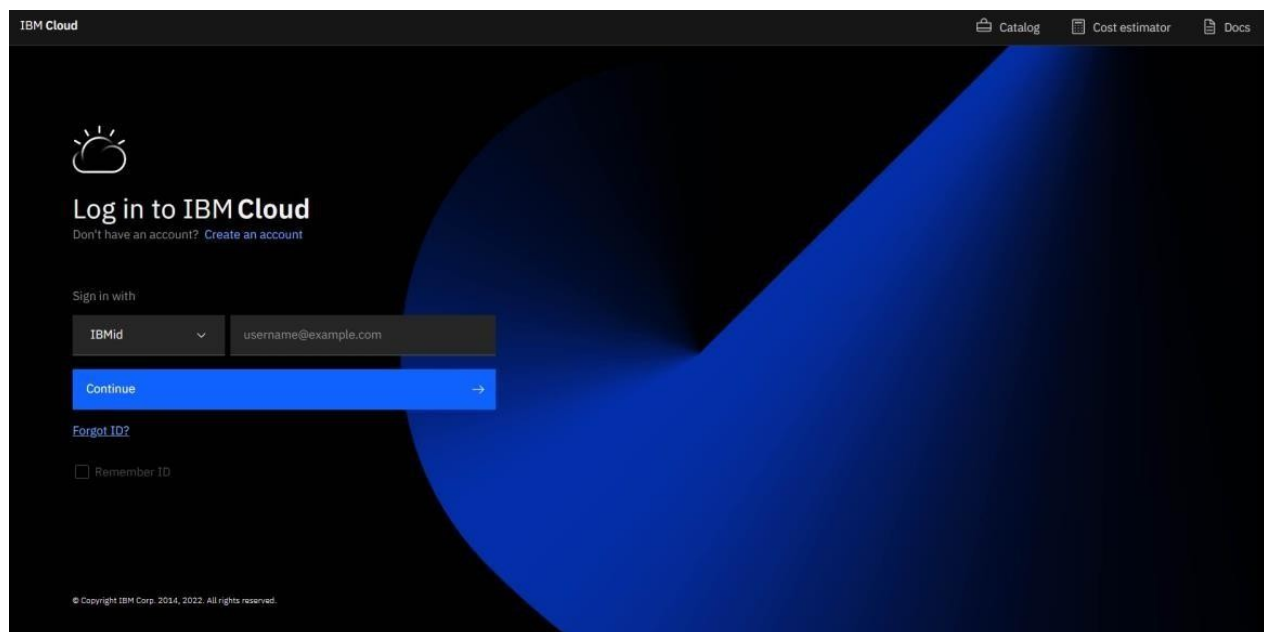 IBM Cloud
Catalog
Cost estimator
Docs
Log in to IBM Cloud
Don't have an account? Create an account
Sign in with
IBMid
username@example.com
Continue
Forgot ID?
Remember ID
© Copyright IBM Corp. 2014, 2022. All rights reserved.